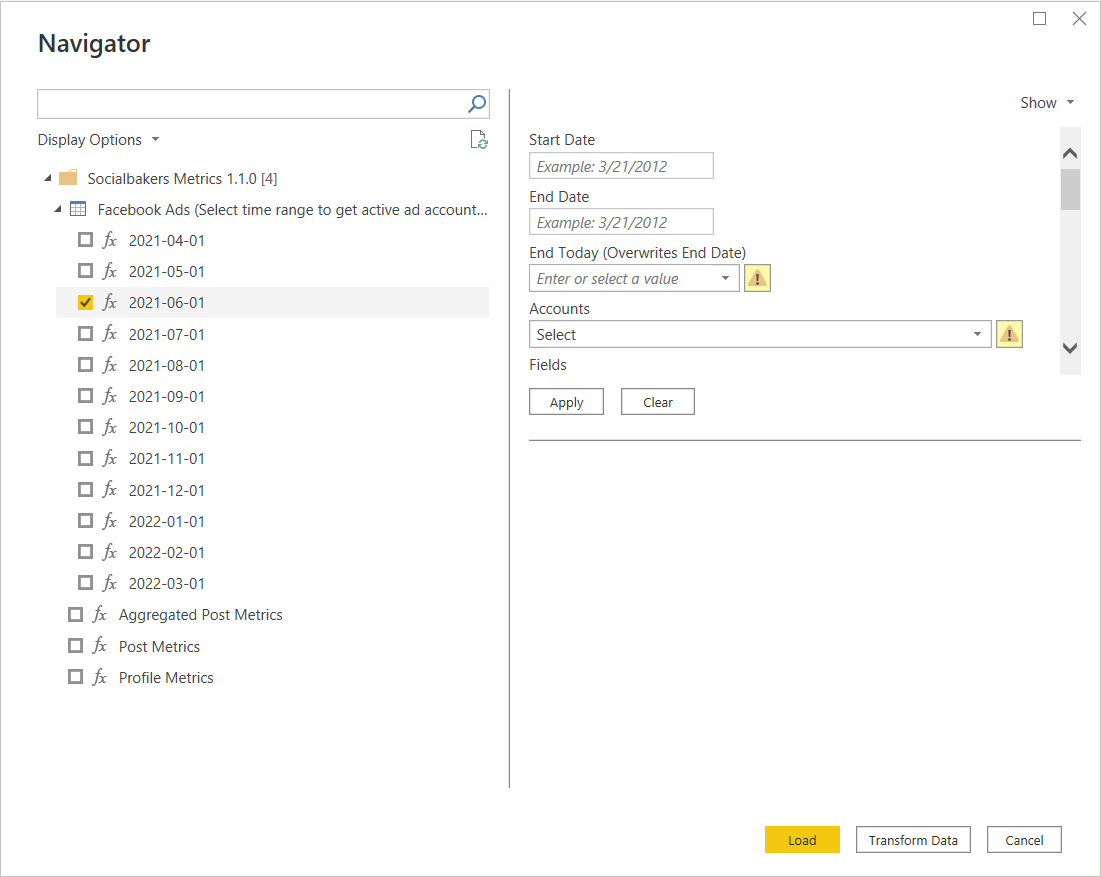 Navigator
Display Options
Socialbakers Metrics 1.1.0 [4]
Facebook Ads (Select time range to get active ad account...
fx 2021-04-01
fx 2021-05-01
fx 2021-06-01
fx 2021-07-01
fx 2021-08-01
fx 2021-09-01
fx 2021-10-01
fx 2021-11-01
fx 2021-12-01
fx 2022-01-01
fx 2022-02-01
fx 2022-03-01
fx Aggregated Post Metrics
fx Post Metrics
fx Profile Metrics
Show
Start Date
Example: 3/21/2012
End Date
Example: 3/21/2012
End Today (Overwrites End Date)
Enter or select a value
Accounts
Select
Fields
Apply Clear
Load Transform Data Cancel